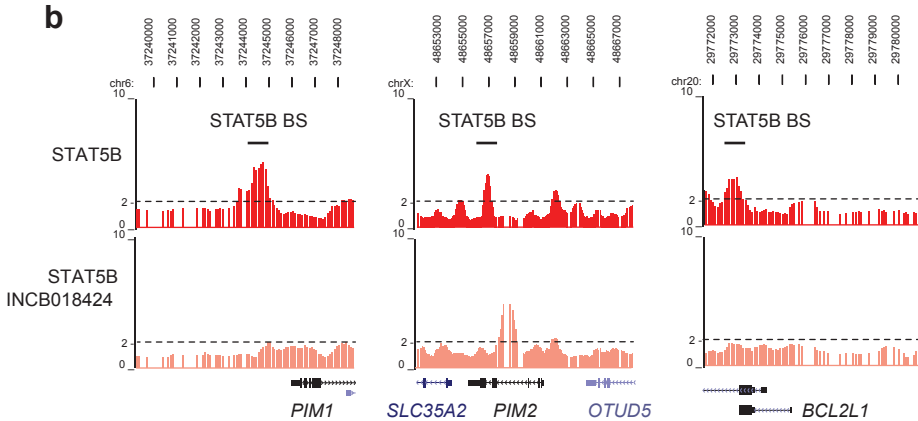 b
37240000 37241000 37242000 37243000 37244000 37245000 37246000 37247000 37248000
48653000 48655000 48657000 48659000 48661000 48663000 48665000 48667000
29772000 29773000 29774000 29775000 29776000 29777000 29778000 29779000 29780000
chr6: chrX: chr20:
10
STAT5B BS STAT5B BS STAT5B BS
STAT5B
2 2 2
0 0 0
10 10 10
STAT5B
INCB018424
2 2 2
0 0 0
PIM1 SLC35A2 PIM2 OTUD5 BCL2L1